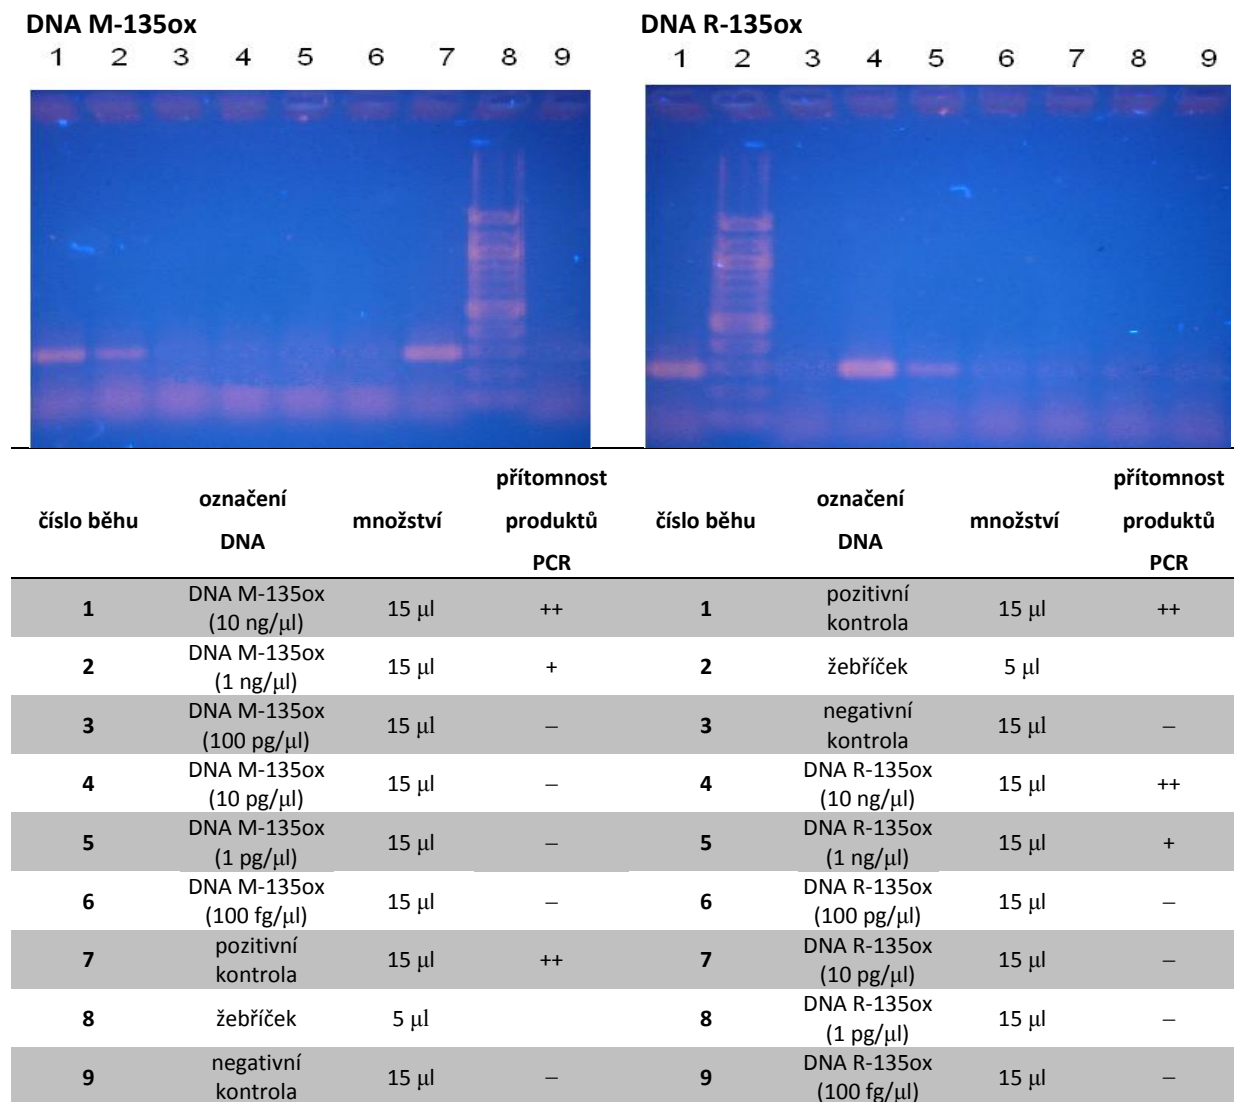 DNA M-135ox
1 2 3 4 5 6 7 8 9
DNA R-135ox
1 2 3 4 5 6 7 8 9
číslo běhu označení DNA množství přítomnost produktů PCR číslo běhu označení DNA množství přítomnost produktů PCR
1 DNA M-135ox (10 ng/μl) 15 μl ++ 1 pozitivní kontrola 15 μl ++
2 DNA M-135ox (1 ng/μl) 15 μl + 2 žebříček 5 μl
3 DNA M-135ox (100 pg/μl) 15 μl – 3 negativní kontrola 15 μl –
4 DNA M-135ox (10 pg/μl) 15 μl – 4 DNA R-135ox (10 ng/μl) 15 μl ++
5 DNA M-135ox (1 pg/μl) 15 μl – 5 DNA R-135ox (1 ng/μl) 15 μl +
6 DNA M-135ox (100 fg/μl) 15 μl – 6 DNA R-135ox (100 pg/μl) 15 μl –
7 pozitivní kontrola 15 μl ++ 7 DNA R-135ox (10 pg/μl) 15 μl –
8 žebříček 5 μl 8 DNA R-135ox (1 pg/μl) 15 μl –
9 negativní kontrola 15 μl – 9 DNA R-135ox (100 fg/μl) 15 μl –